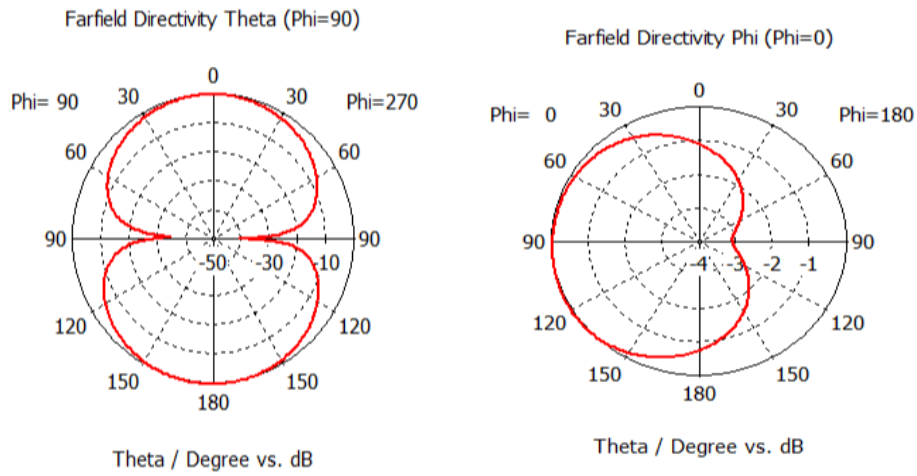 Farfield Directivity Theta (Phi=90)
0
Phi= 90 30 30 Phi=270
60 60
90 -50 -30 -10 90
120 120
150 150
180
Theta / Degree vs. dB
Farfield Directivity Phi (Phi=0)
0
Phi= 0 30 30 Phi=180
60 60
90 -4 -3 -2 -1 90
120 120
150 150
180
Theta / Degree vs. dB